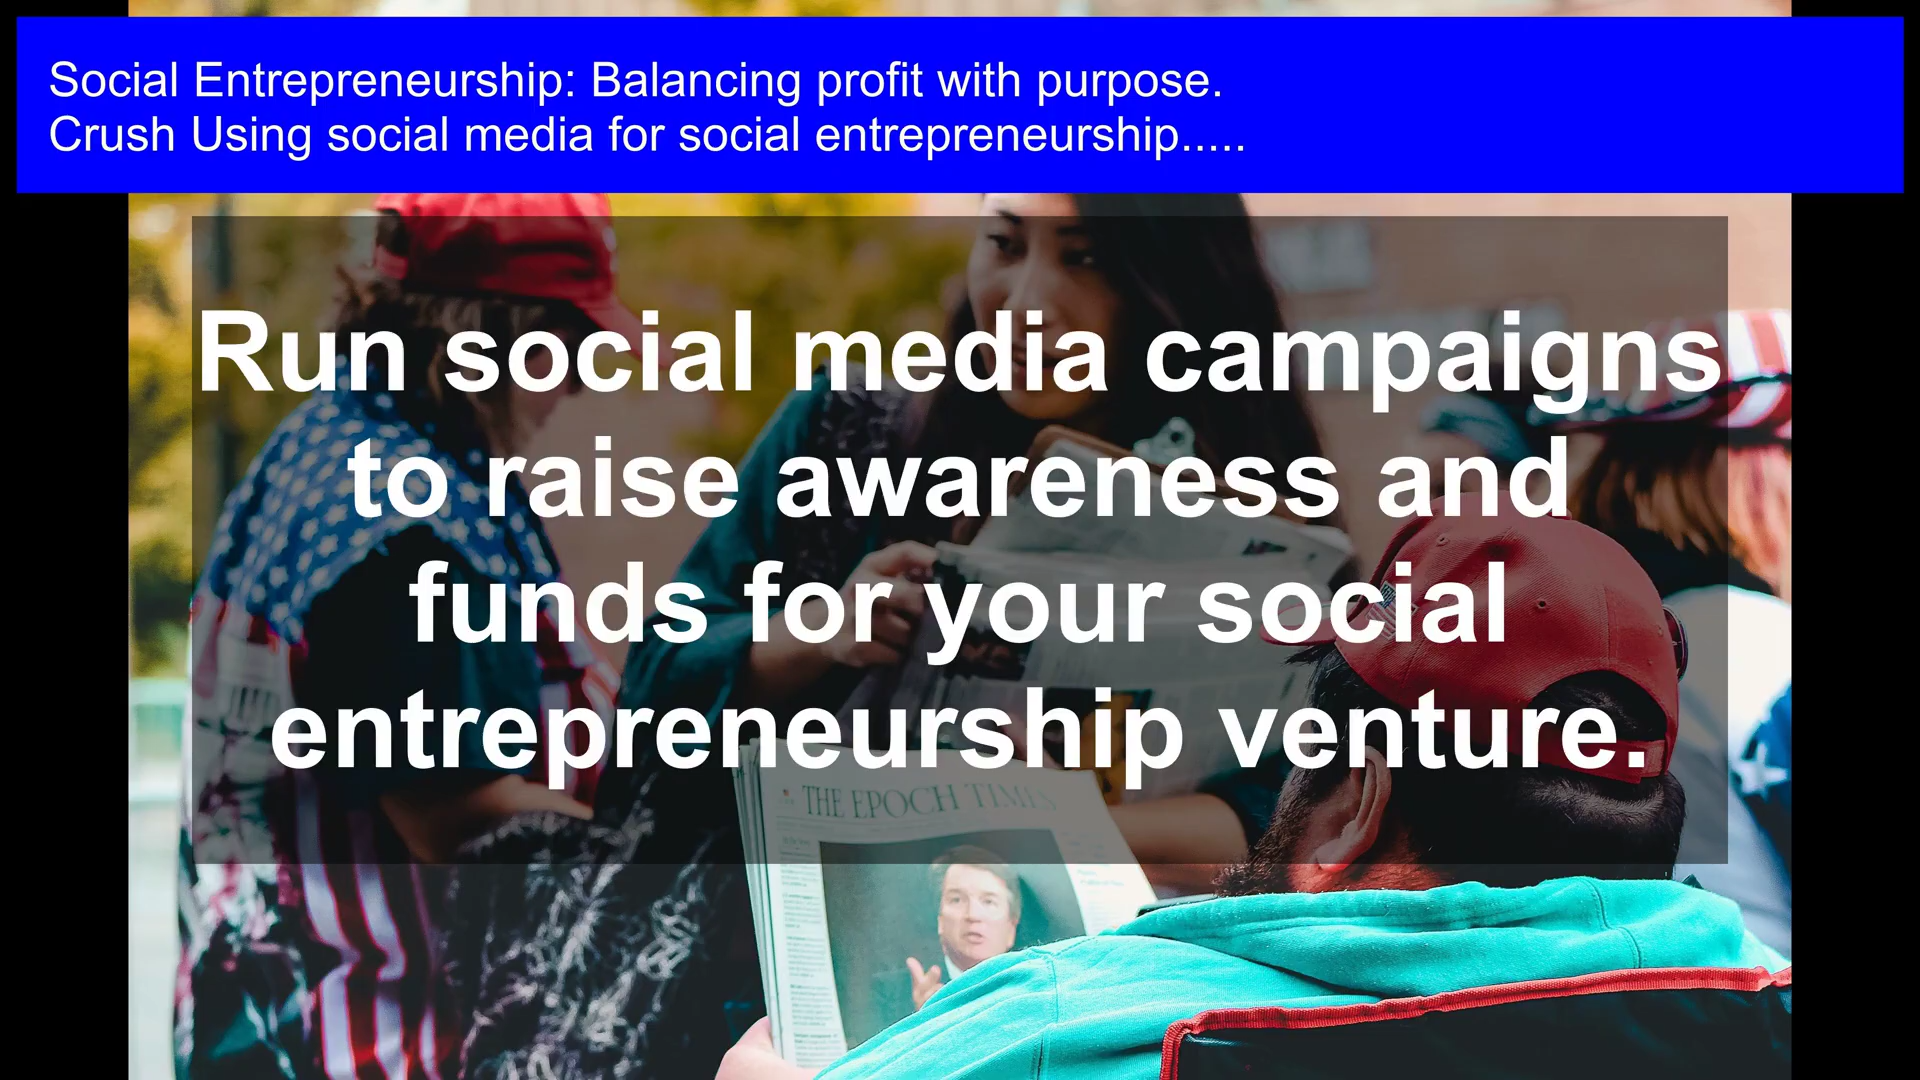 Social Entrepreneurship: Balancing profit with purpose.
Crush Using social media for social entrepreneurship.....
Run social media campaigns
to raise awareness and
funds for your social
entrepreneurship venture.
THE EPOCH TIMES